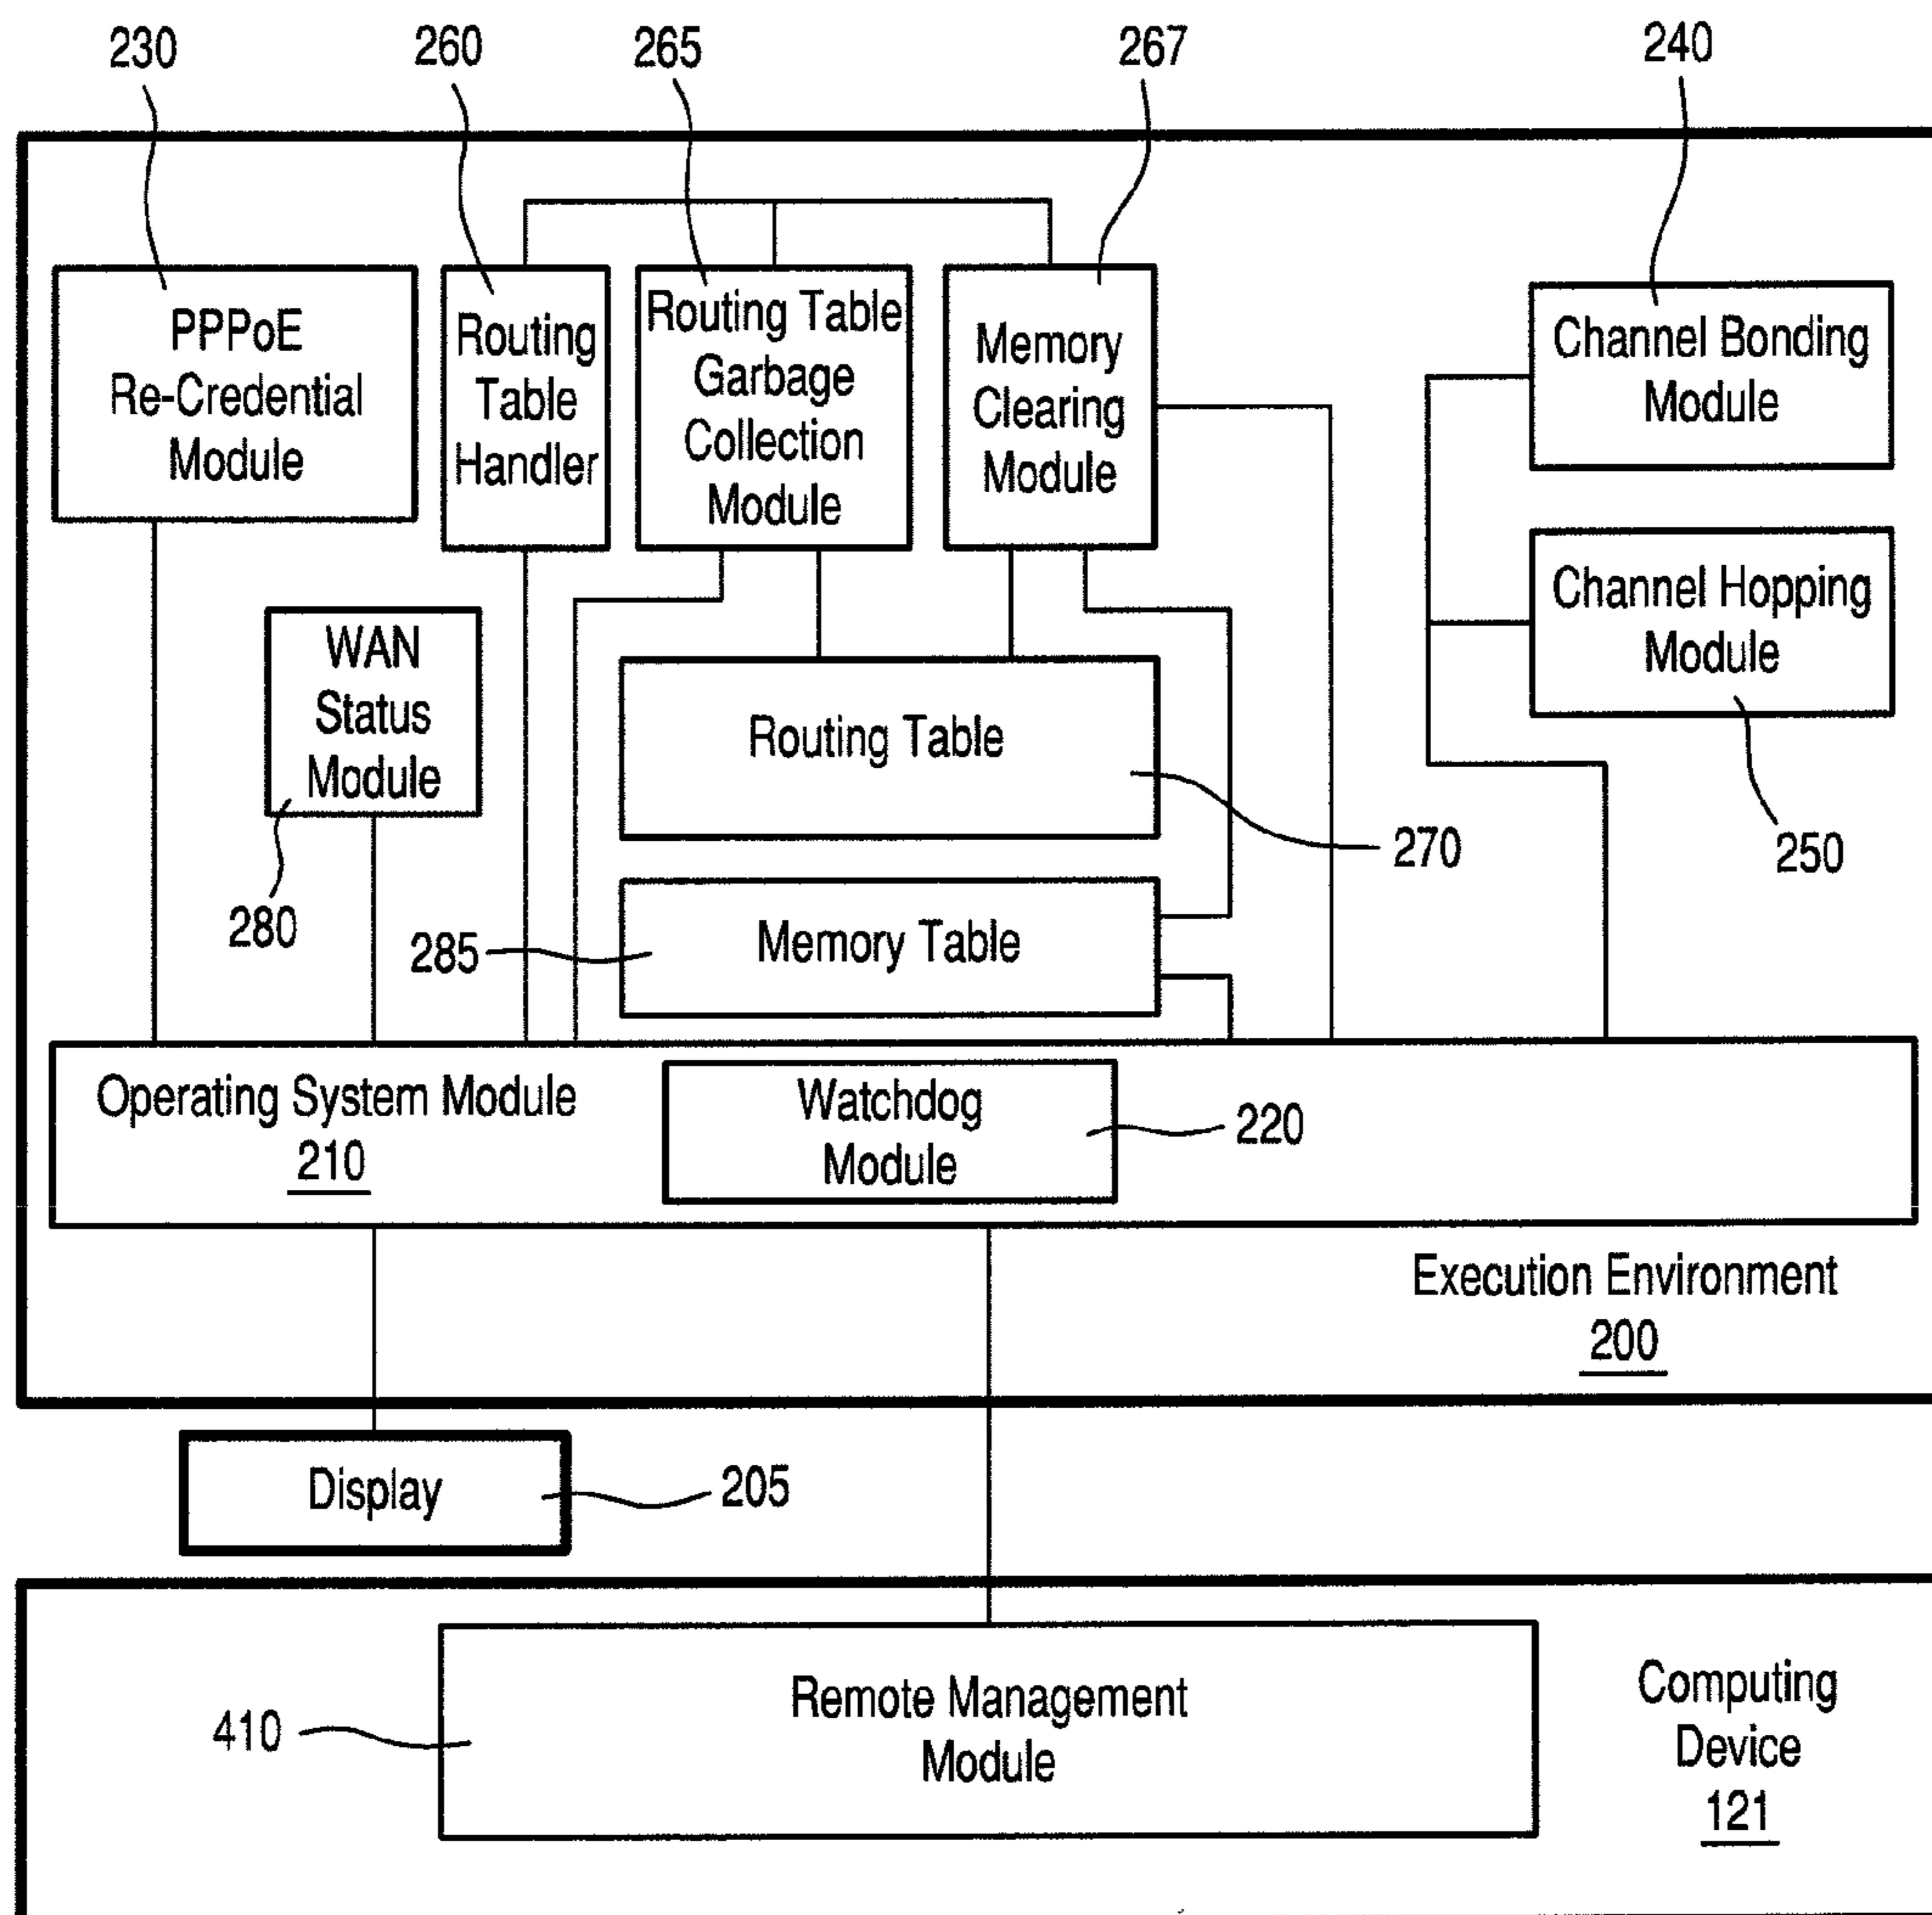 230
260
265
267
240
PPPoE
Re-Credential
Module
Routing
Table
Handler
Routing Table
Garbage
Collection
Module
Memory
Clearing
Module
Channel Bonding
Module
Channel Hopping
Module
250
WAN
Status
Module
280
Routing Table
270
Memory Table
285
Operating System Module
210
Watchdog
Module
220
Execution Environment
200
Display
205
Remote Management
Module
410
Computing
Device
121